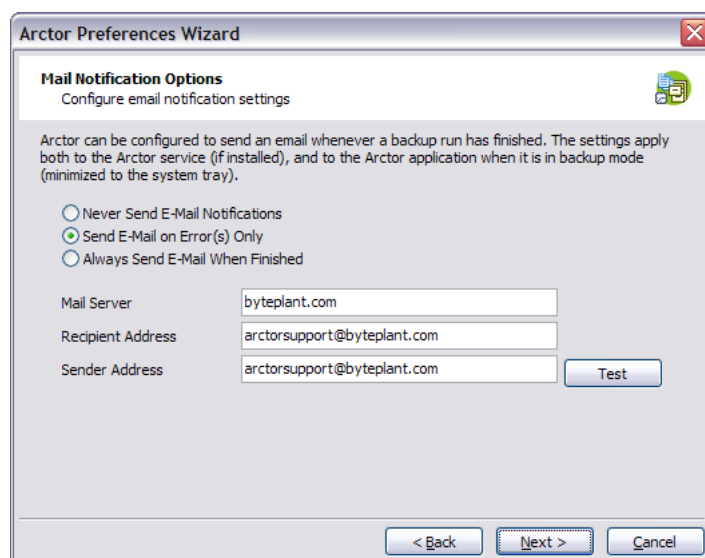 Arctor Preferences Wizard
Mail Notification Options
Configure email notification settings
Arctor can be configured to send an email whenever a backup run has finished. The settings apply
both to the Arctor service (if installed), and to the Arctor application when it is in backup mode
(minimized to the system tray).
Never Send E-Mail Notifications
Send E-Mail on Error(s) Only
Always Send E-Mail When Finished
Mail Server byteplant.com
Recipient Address arctorsupport@byteplant.com
Sender Address arctorsupport@byteplant.com Test
< Back Next > Cancel